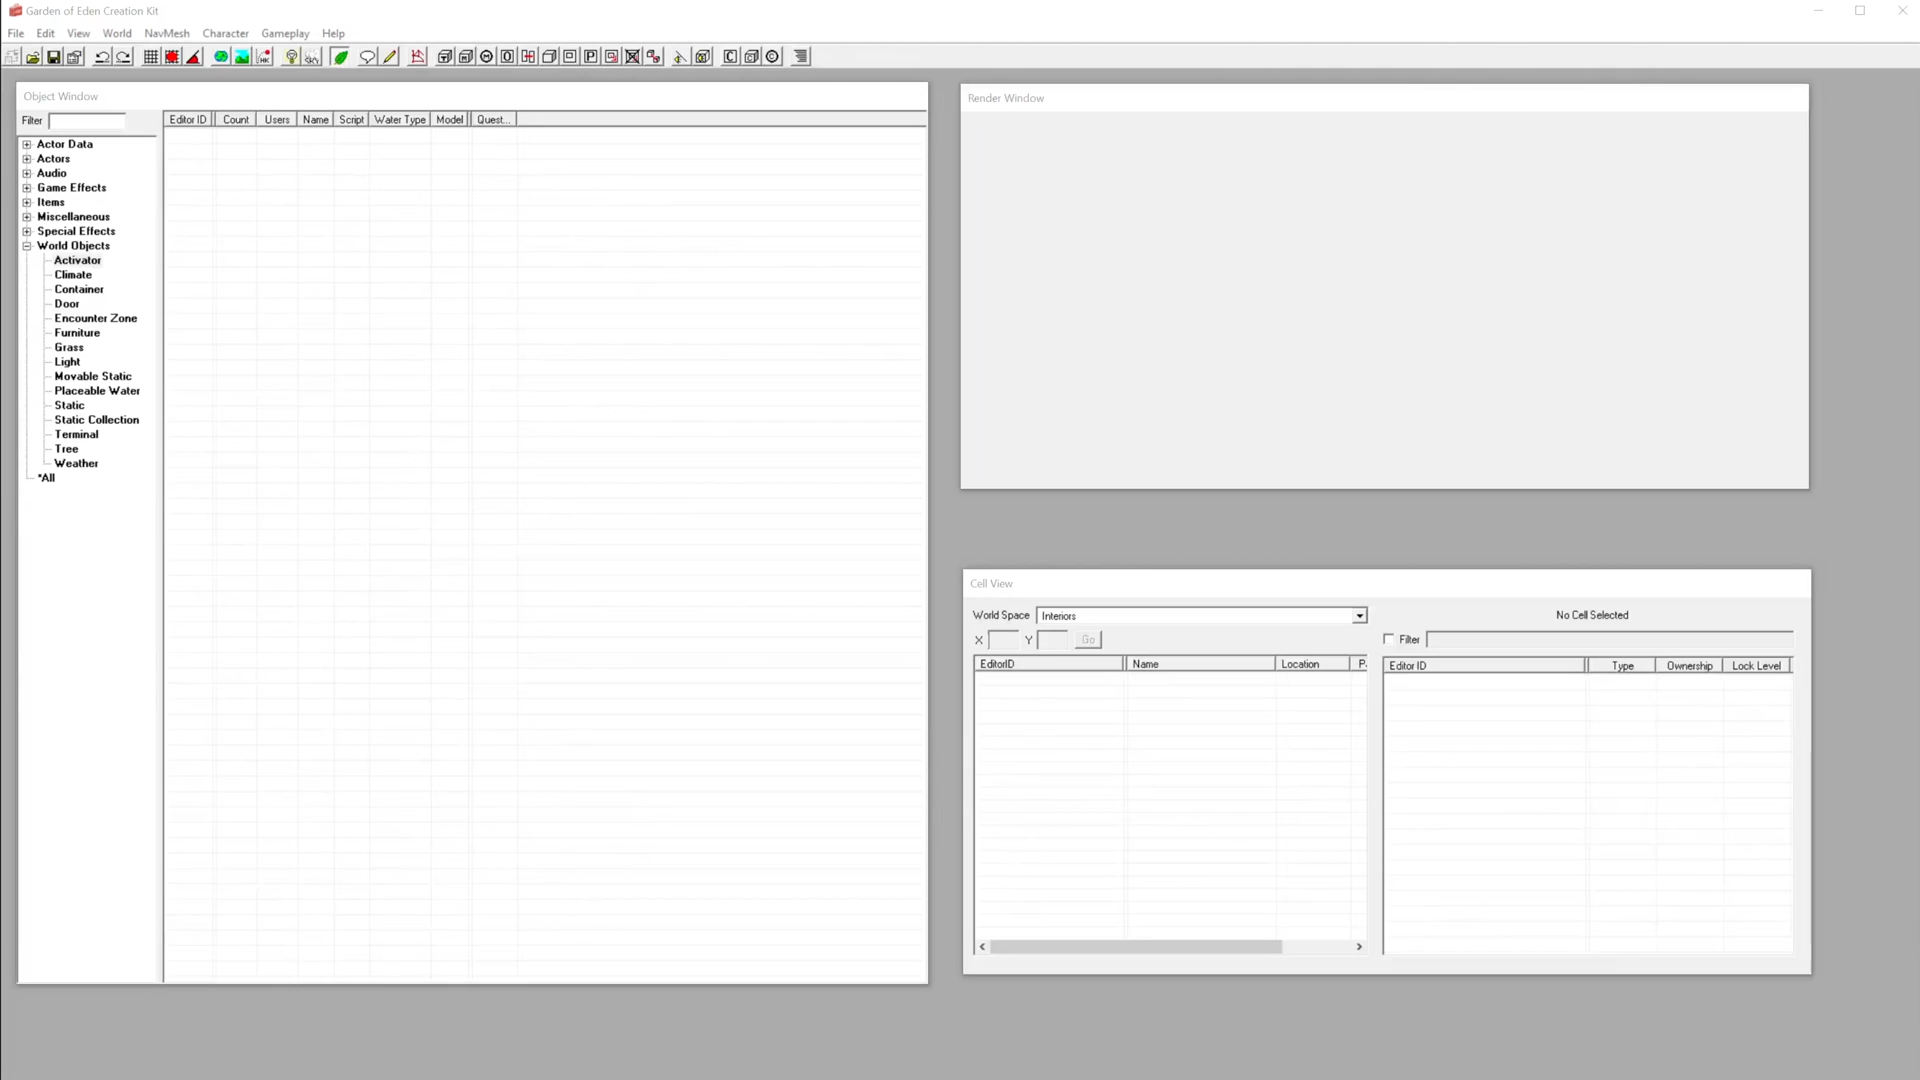 Garden of Eden Creation Kit
File Edit View World NavMesh Character Gameplay Help
Object Window
Filter
Editor ID Count Users Name Script Water Type Model Quest...
Actor Data
Actors
Audio
Game Effects
Items
Miscellaneous
Special Effects
World Objects
Activator
Climate
Container
Door
Encounter Zone
Furniture
Grass
Light
Movable Static
Placeable Water
Static
Static Collection
Terminal
Tree
Weather
*All
Render Window
Cell View
World Space Interiors
No Cell Selected
X Y Go
Filter
EditorID Name Location P.
Editor ID Type Ownership Lock Level